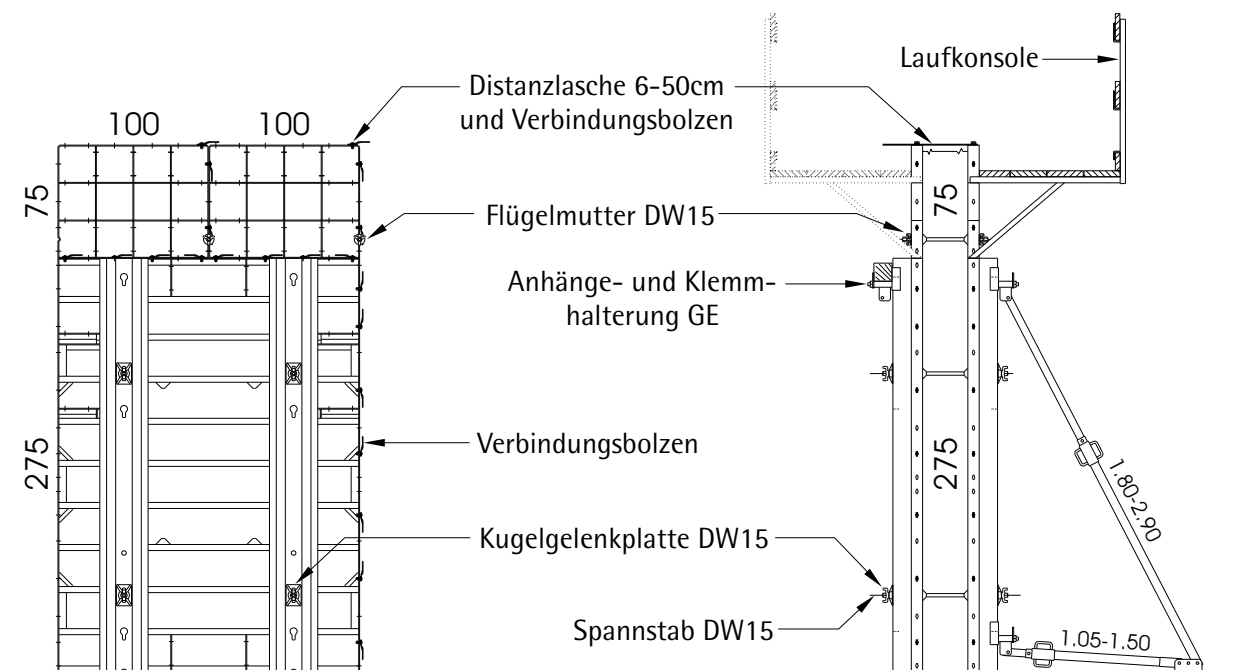 Laufkonsole
Distanzlasche 6-50cm
und Verbindungsbolzen
100
100
75
75
Flügelmutter DW15
Anhänge- und Klemm-
halterung GE
Verbindungsbolzen
275
275
1.80-2.90
Kugelgelenkplatte DW15
Spannstab DW15
1.05-1.50